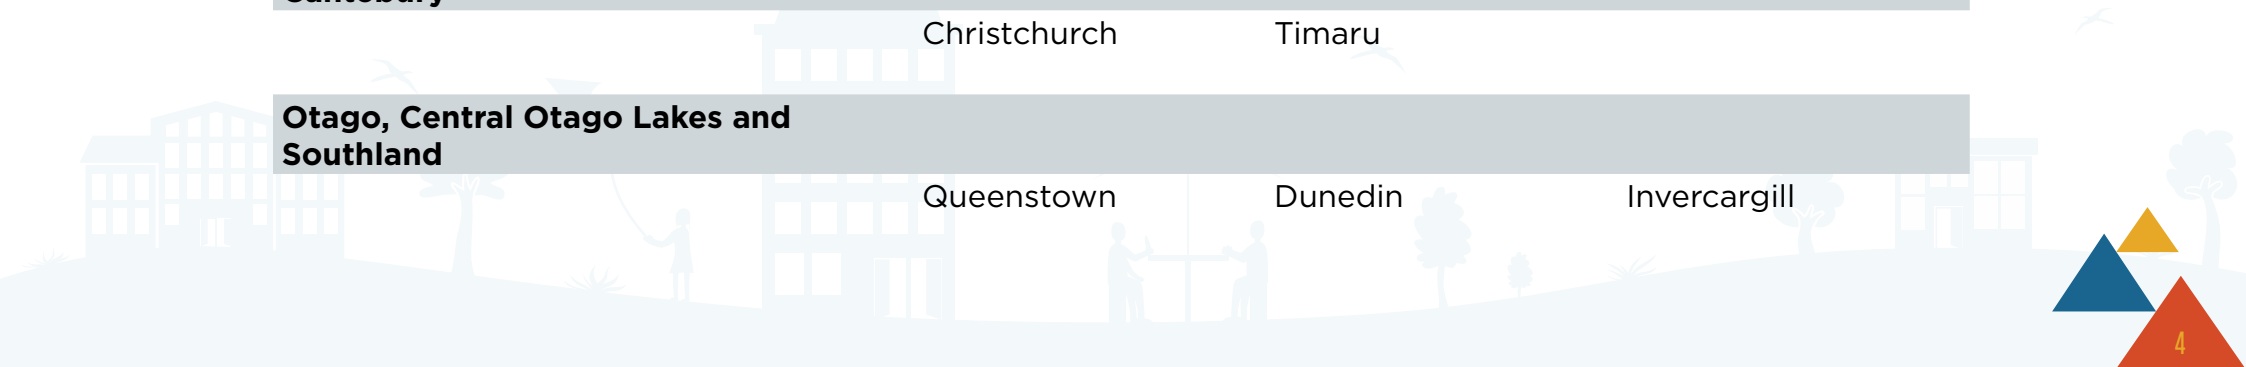 Christchurch Timaru
Otago, Central Otago Lakes and
Southland
Queenstown Dunedin Invercargill
4